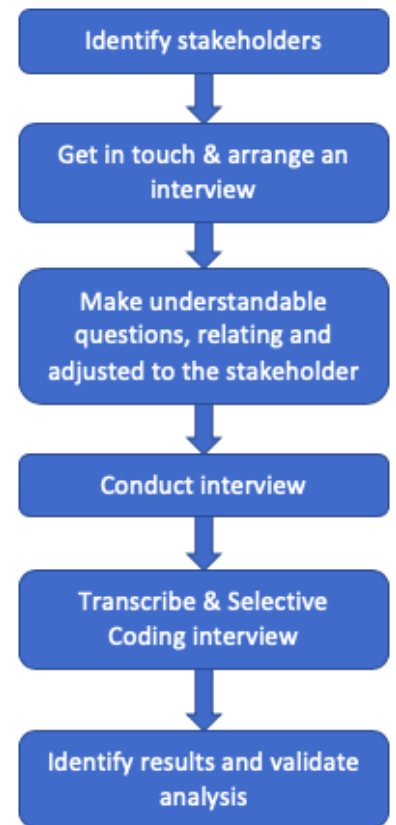 Identify stakeholders
Get in touch & arrange an
interview
Make understandable
questions, relating and
adjusted to the stakeholder
Conduct interview
Transcribe & Selective
Coding interview
Identify results and validate
analysis